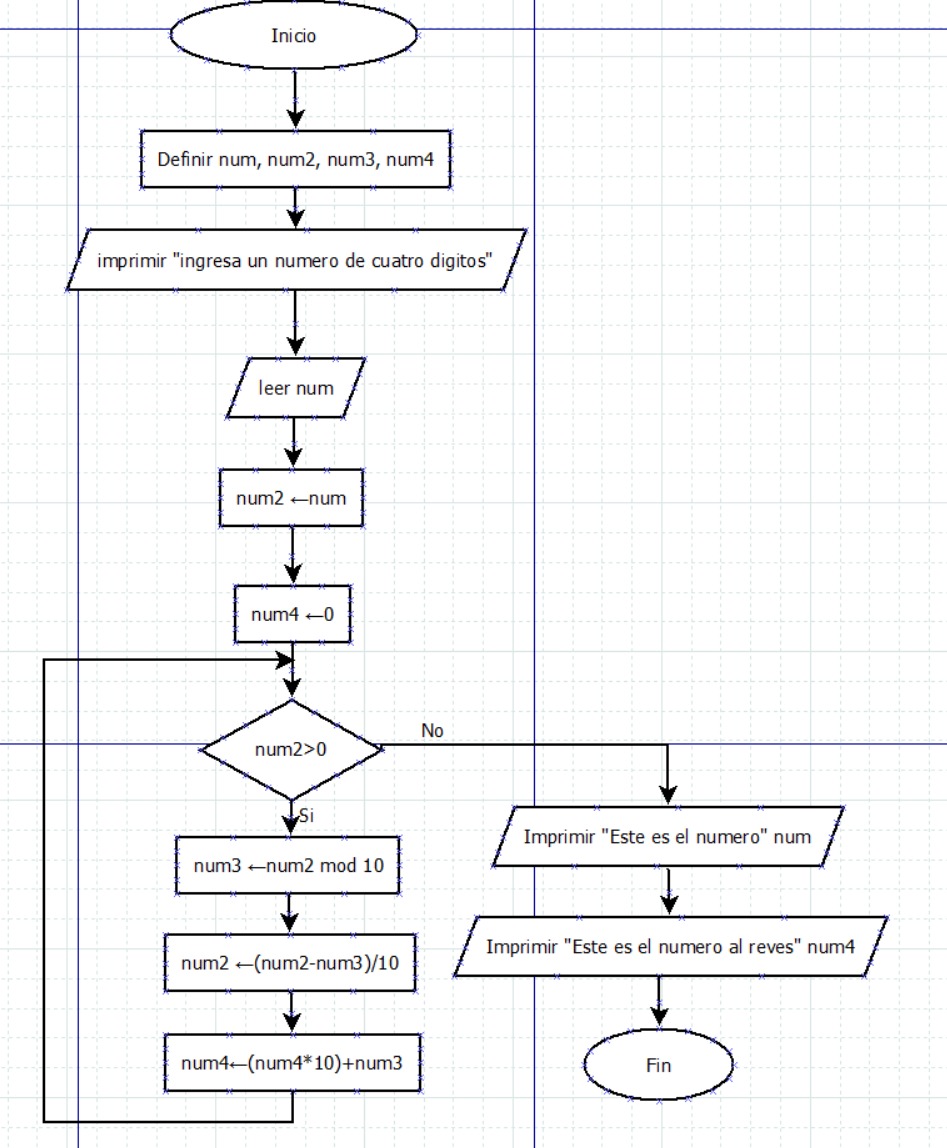 Inicio
Definir num, num2, num3, num4
imprimir "ingresa un numero de cuatro digitos"
leer num
num2 ←num
num4 ←0
num2>0
No
Si
num3 ←num2 mod 10
num2 ←(num2-num3)/10
num4←(num4*10)+num3
Imprimir "Este es el numero" num
Imprimir "Este es el numero al reves" num4
Fin